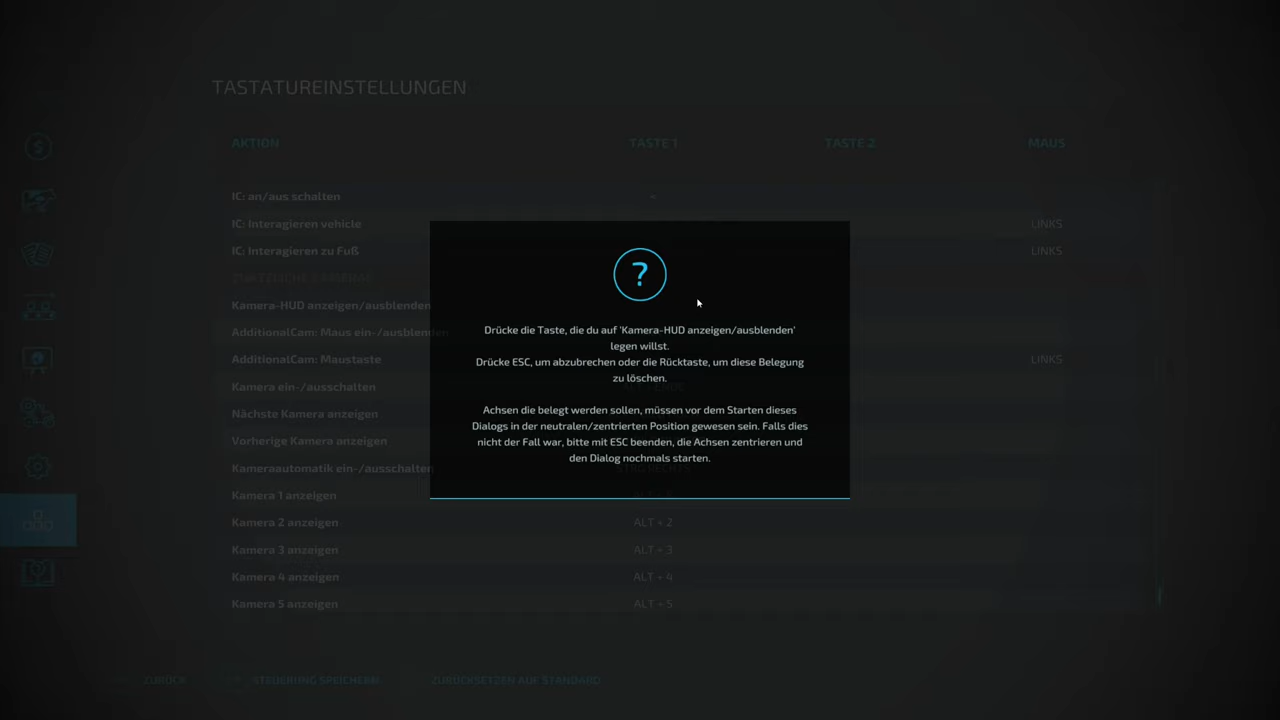 TASTATUREINSTELLUNGEN
AKTION TASTE 1 TASTE 2 MAUS
IC: an/aus schalten -
IC: Interagieren vehicle LINKS
IC: Interagieren zu Fuß LINKS
Kamera-HUD anzeigen/ausblenden
AdditionalCam: Maus ein-/ausblenden
AdditionalCam: Maustaste LINKS
Kamera ein-/ausschalten
Nächste Kamera anzeigen
Vorherige Kamera anzeigen
Kameraautomatik ein-/ausschalten
Kamera 1 anzeigen
Kamera 2 anzeigen ALT + 2
Kamera 3 anzeigen ALT + 3
Kamera 4 anzeigen ALT + 4
Kamera 5 anzeigen ALT + 5
?
Drücke die Taste, die du auf 'Kamera-HUD anzeigen/ausblenden'
legen willst.
Drücke ESC, um abzubrechen oder die Rücktaste, um diese Belegung
zu löschen.
Achsen die belegt werden sollen, müssen vor dem Starten dieses
Dialogs in der neutralen/zentrierten Position gewesen sein. Falls dies
nicht der Fall war, bitte mit ESC beenden, die Achsen zentrieren und
den Dialog nochmals starten.
ZURÜCK STEUERUNG SPEICHERN ZURÜCKSETZEN AUF STANDARD